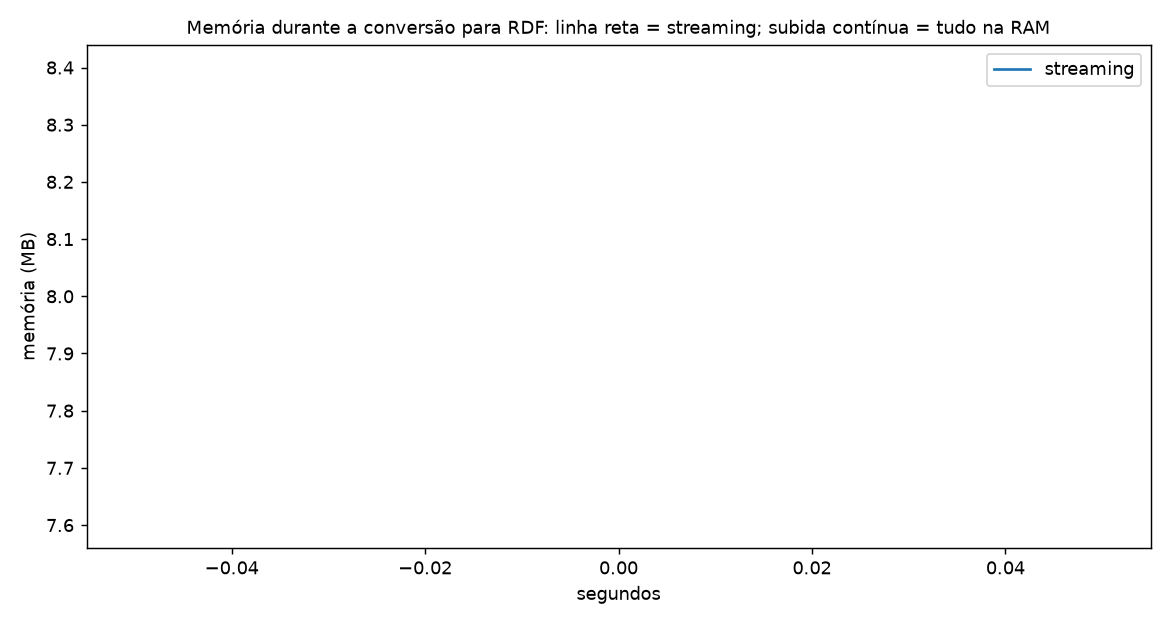 Memória durante a conversão para RDF: linha reta = streaming; subida contínua = tudo na RAM
streaming
8.4
8.3
8.2
8.1
8.0
7.9
7.8
7.7
7.6
memória (MB)
−0.04 −0.02 0.00 0.02 0.04
segundos